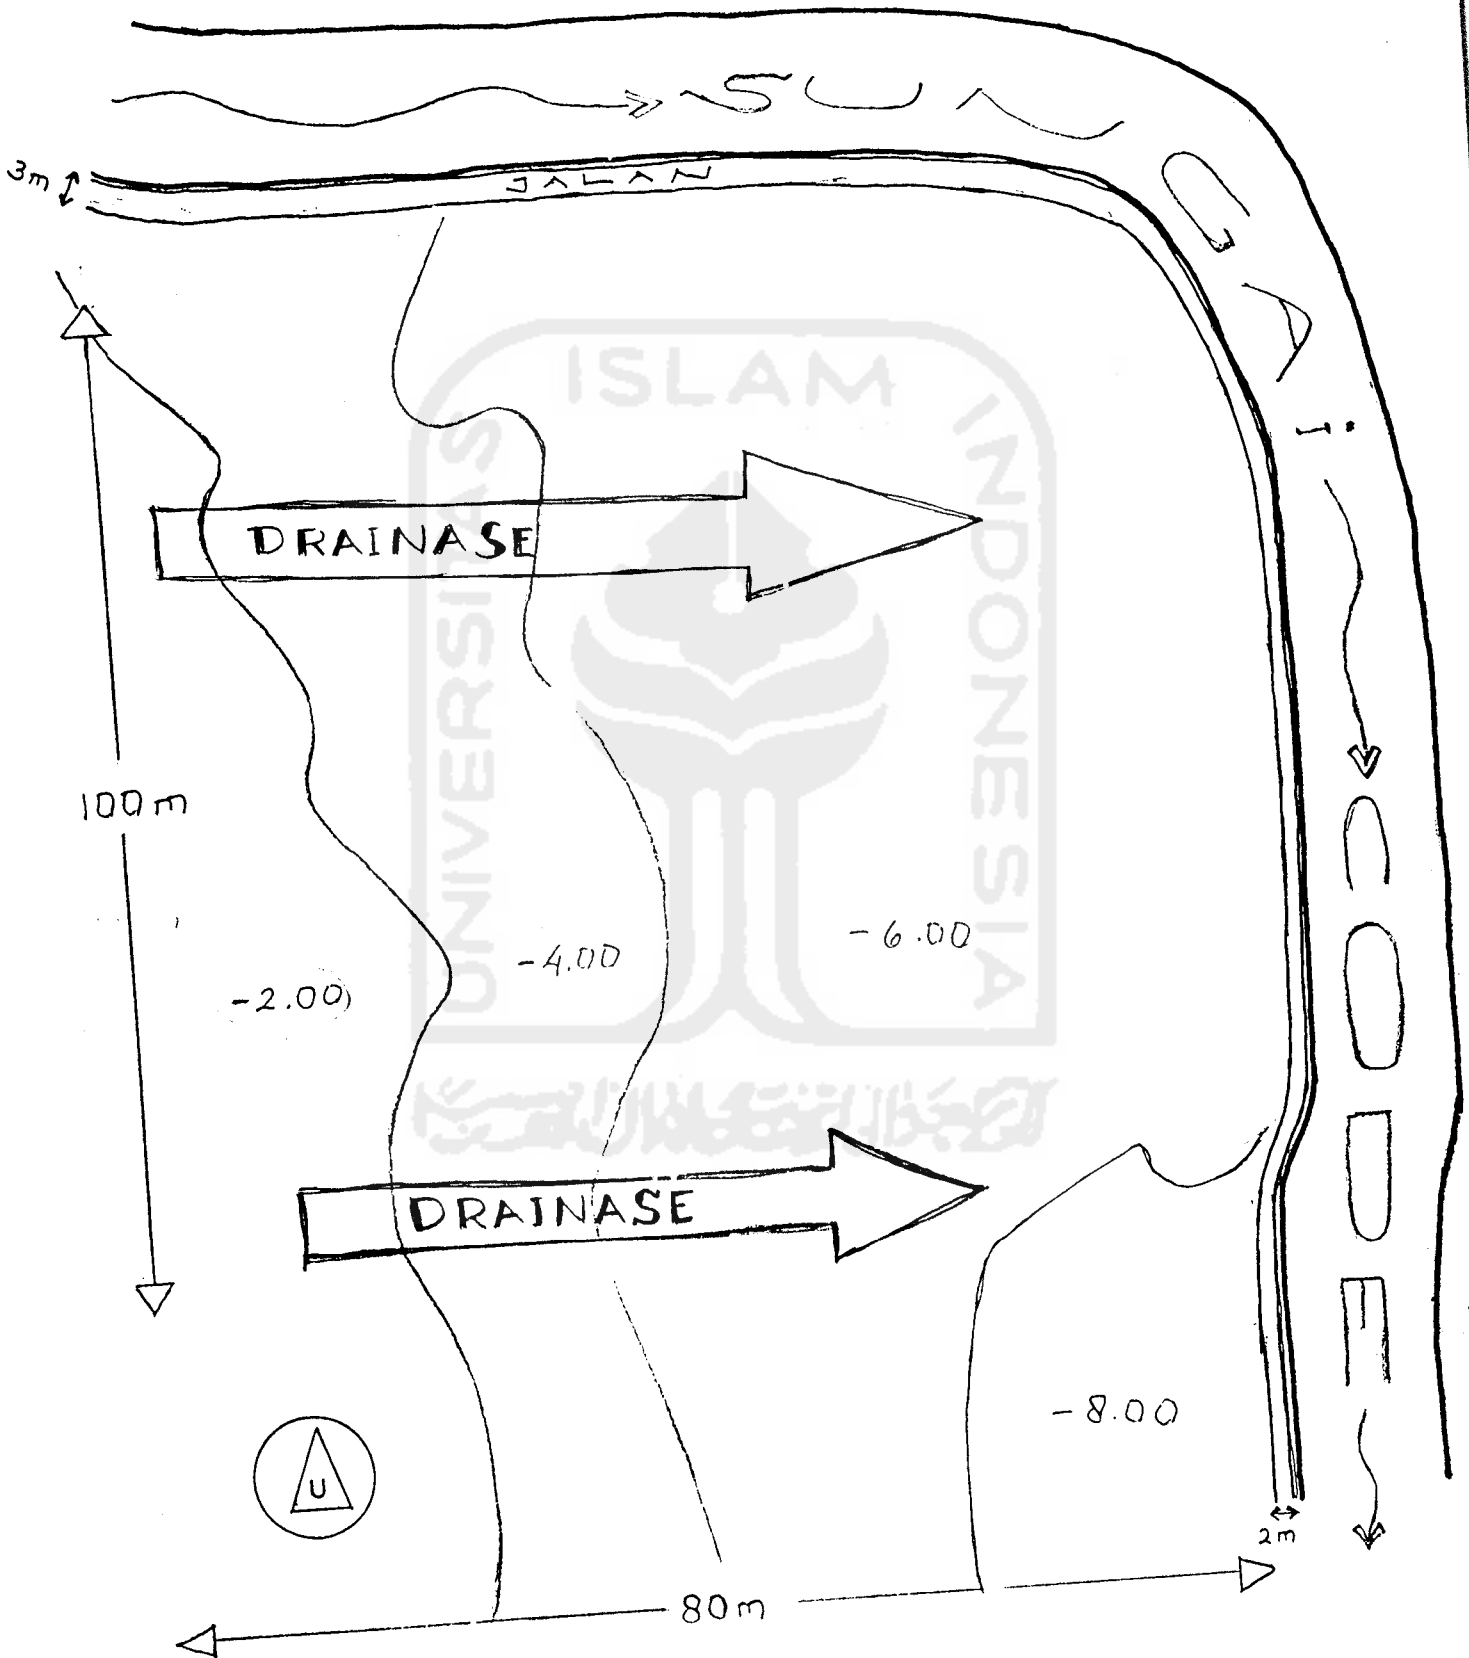 SUNGAI CODE
3m
JALAN
ISLAM
UNIVERSITAS
INDONESIA
DRAINASE
100m
-2.00
-4.00
-6.00
DRAINASE
-8.00
U
2m
80m